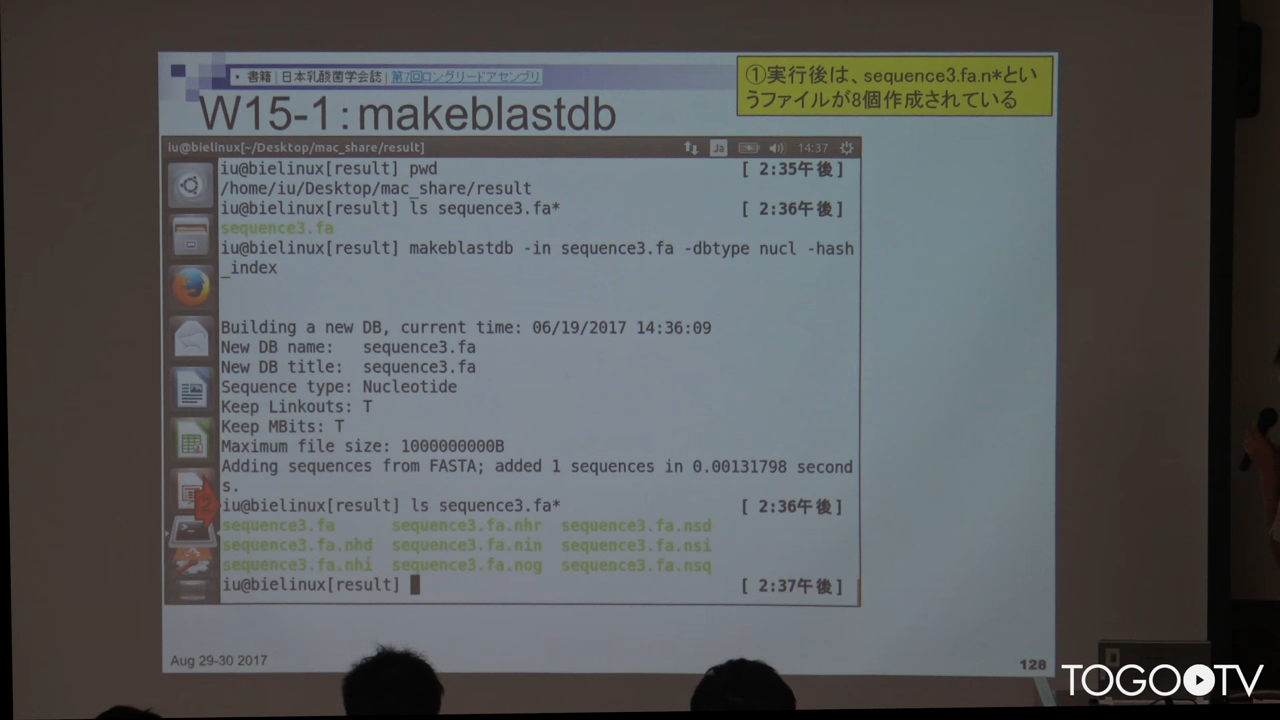 • 書籍 | 日本乳酸菌学会誌 | 第7回ロングリードアセンブリ
①実行後は、sequence3.fa.n*とい
うファイルが8個作成されている
W15-1:makeblastdb
iu@bielinux[~/Desktop/mac_share/result] Ja 14:37
iu@bielinux[result] pwd [ 2:35午後]
/home/iu/Desktop/mac_share/result
iu@bielinux[result] ls sequence3.fa* [ 2:36午後]
sequence3.fa
iu@bielinux[result] makeblastdb -in sequence3.fa -dbtype nucl -hash
_index
Building a new DB, current time: 06/19/2017 14:36:09
New DB name: sequence3.fa
New DB title: sequence3.fa
Sequence type: Nucleotide
Keep Linkouts: T
Keep MBits: T
Maximum file size: 1000000000B
Adding sequences from FASTA; added 1 sequences in 0.00131798 second
s.
iu@bielinux[result] ls sequence3.fa* [ 2:36午後]
sequence3.fa sequence3.fa.nhr sequence3.fa.nsd
sequence3.fa.nhd sequence3.fa.nin sequence3.fa.nsi
sequence3.fa.nhi sequence3.fa.nog sequence3.fa.nsq
iu@bielinux[result] [ 2:37午後]
Aug 29-30 2017
128
TOGOTV